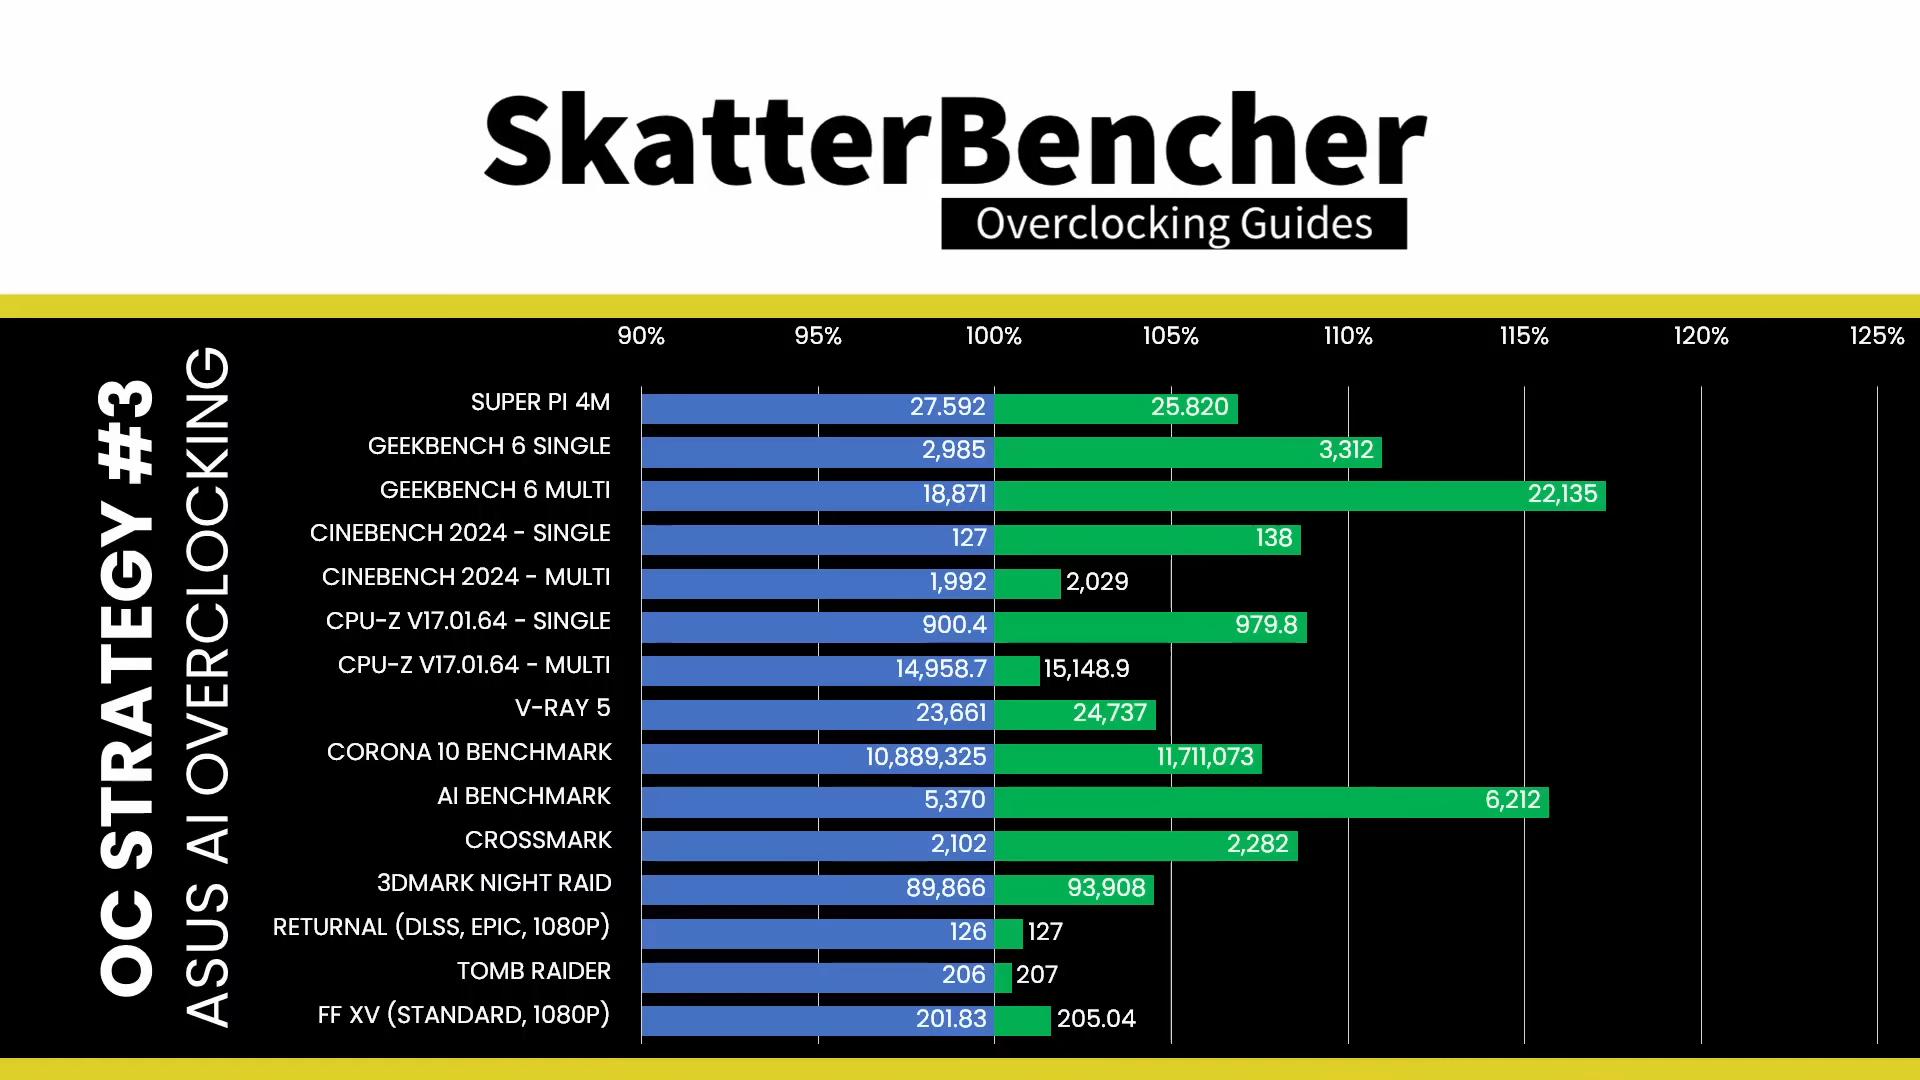 SkatterBencher
Overclocking Guides
OC STRATEGY #3
ASUS AI OVERCLOCKING
90% 95% 100% 105% 110% 115% 120% 125%
SUPER PI 4M 27.592 25.820
GEEKBENCH 6 SINGLE 2,985 3,312
GEEKBENCH 6 MULTI 18,871 22,135
CINEBENCH 2024 - SINGLE 127 138
CINEBENCH 2024 - MULTI 1,992 2,029
CPU-Z V17.01.64 - SINGLE 900.4 979.8
CPU-Z V17.01.64 - MULTI 14,958.7 15,148.9
V-RAY 5 23,661 24,737
CORONA 10 BENCHMARK 10,889,325 11,711,073
AI BENCHMARK 5,370 6,212
CROSSMARK 2,102 2,282
3DMARK NIGHT RAID 89,866 93,908
RETURNAL (DLSS, EPIC, 1080P) 126 127
TOMB RAIDER 206 207
FF XV (STANDARD, 1080P) 201.83 205.04